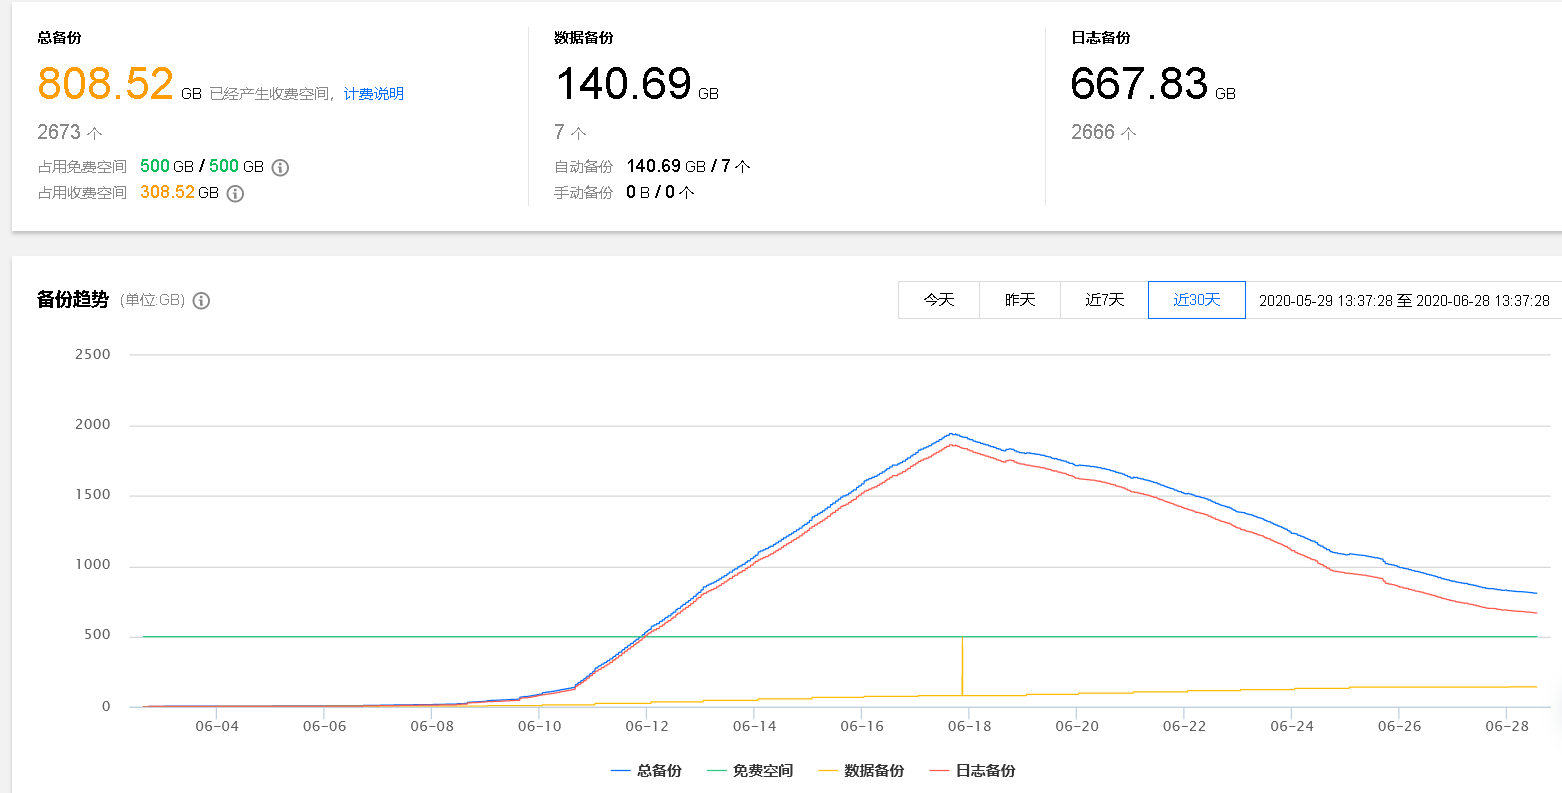 总备份
808.52 GB 已经产生收费空间，计费说明
2673 个
占用免费空间 500 GB / 500 GB
占用收费空间 308.52 GB
数据备份
140.69 GB
7 个
自动备份 140.69 GB / 7 个
手动备份 0 B / 0 个
日志备份
667.83 GB
2666 个
备份趋势 (单位:GB)
今天 昨天 近7天 近30天 2020-05-29 13:37:28 至 2020-06-28 13:37:28
2500
2000
1500
1000
500
0
06-04 06-06 06-08 06-10 06-12 06-14 06-16 06-18 06-20 06-22 06-24 06-26 06-28
总备份 免费空间 数据备份 日志备份